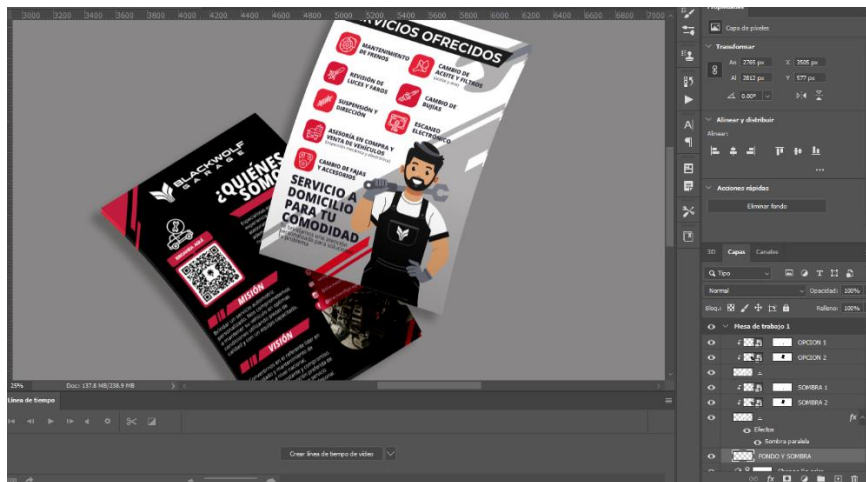 3000 3200 3400 3600 3800 4000 4200 4400 4600 4800 5000 5200 5400 5600 5800 6000 6200 6400 6600 6800 7000
SERVICIOS OFRECIDOS
MANTENIMIENTO
DE FRENOS
CAMBIO DE
ACEITE Y FILTROS
REVISIÓN DE
LUCES Y FAROS
CAMBIO DE
BUJÍAS
SUSPENSIÓN Y
DIRECCIÓN
ESCANEO
ELECTRÓNICO
ASESORÍA EN COMPRA Y
VENTA DE VEHÍCULOS
CAMBIO DE FAJAS
Y ACCESORIOS
SERVICIO A
DOMICILIO
PARA TU
COMODIDAD
BLACKWOLF
GARAGE
¿QUIÉNES
SOMO
ESCANEA AQUÍ
MISIÓN
VISIÓN
25%
Doc: 137.8 MB/238.9 MB
Línea de tiempo
Crear línea de tiempo de vídeo
Propiedades
Capa de píxeles
Transformar
An 2765 px X 3505 px
Al 2812 px Y 577 px
0.00°
Alinear y distribuir
Alinear:
Acciones rápidas
Eliminar fondo
3D Capas Canales
Tipo
Normal Opacidad: 100%
Bloq.: Relleno: 100%
Mesa de trabajo 1
OPCION 1
OPCION 2
SOMBRA 1
SOMBRA 2
fx
Efectos
Sombra paralela
FONDO Y SOMBRA